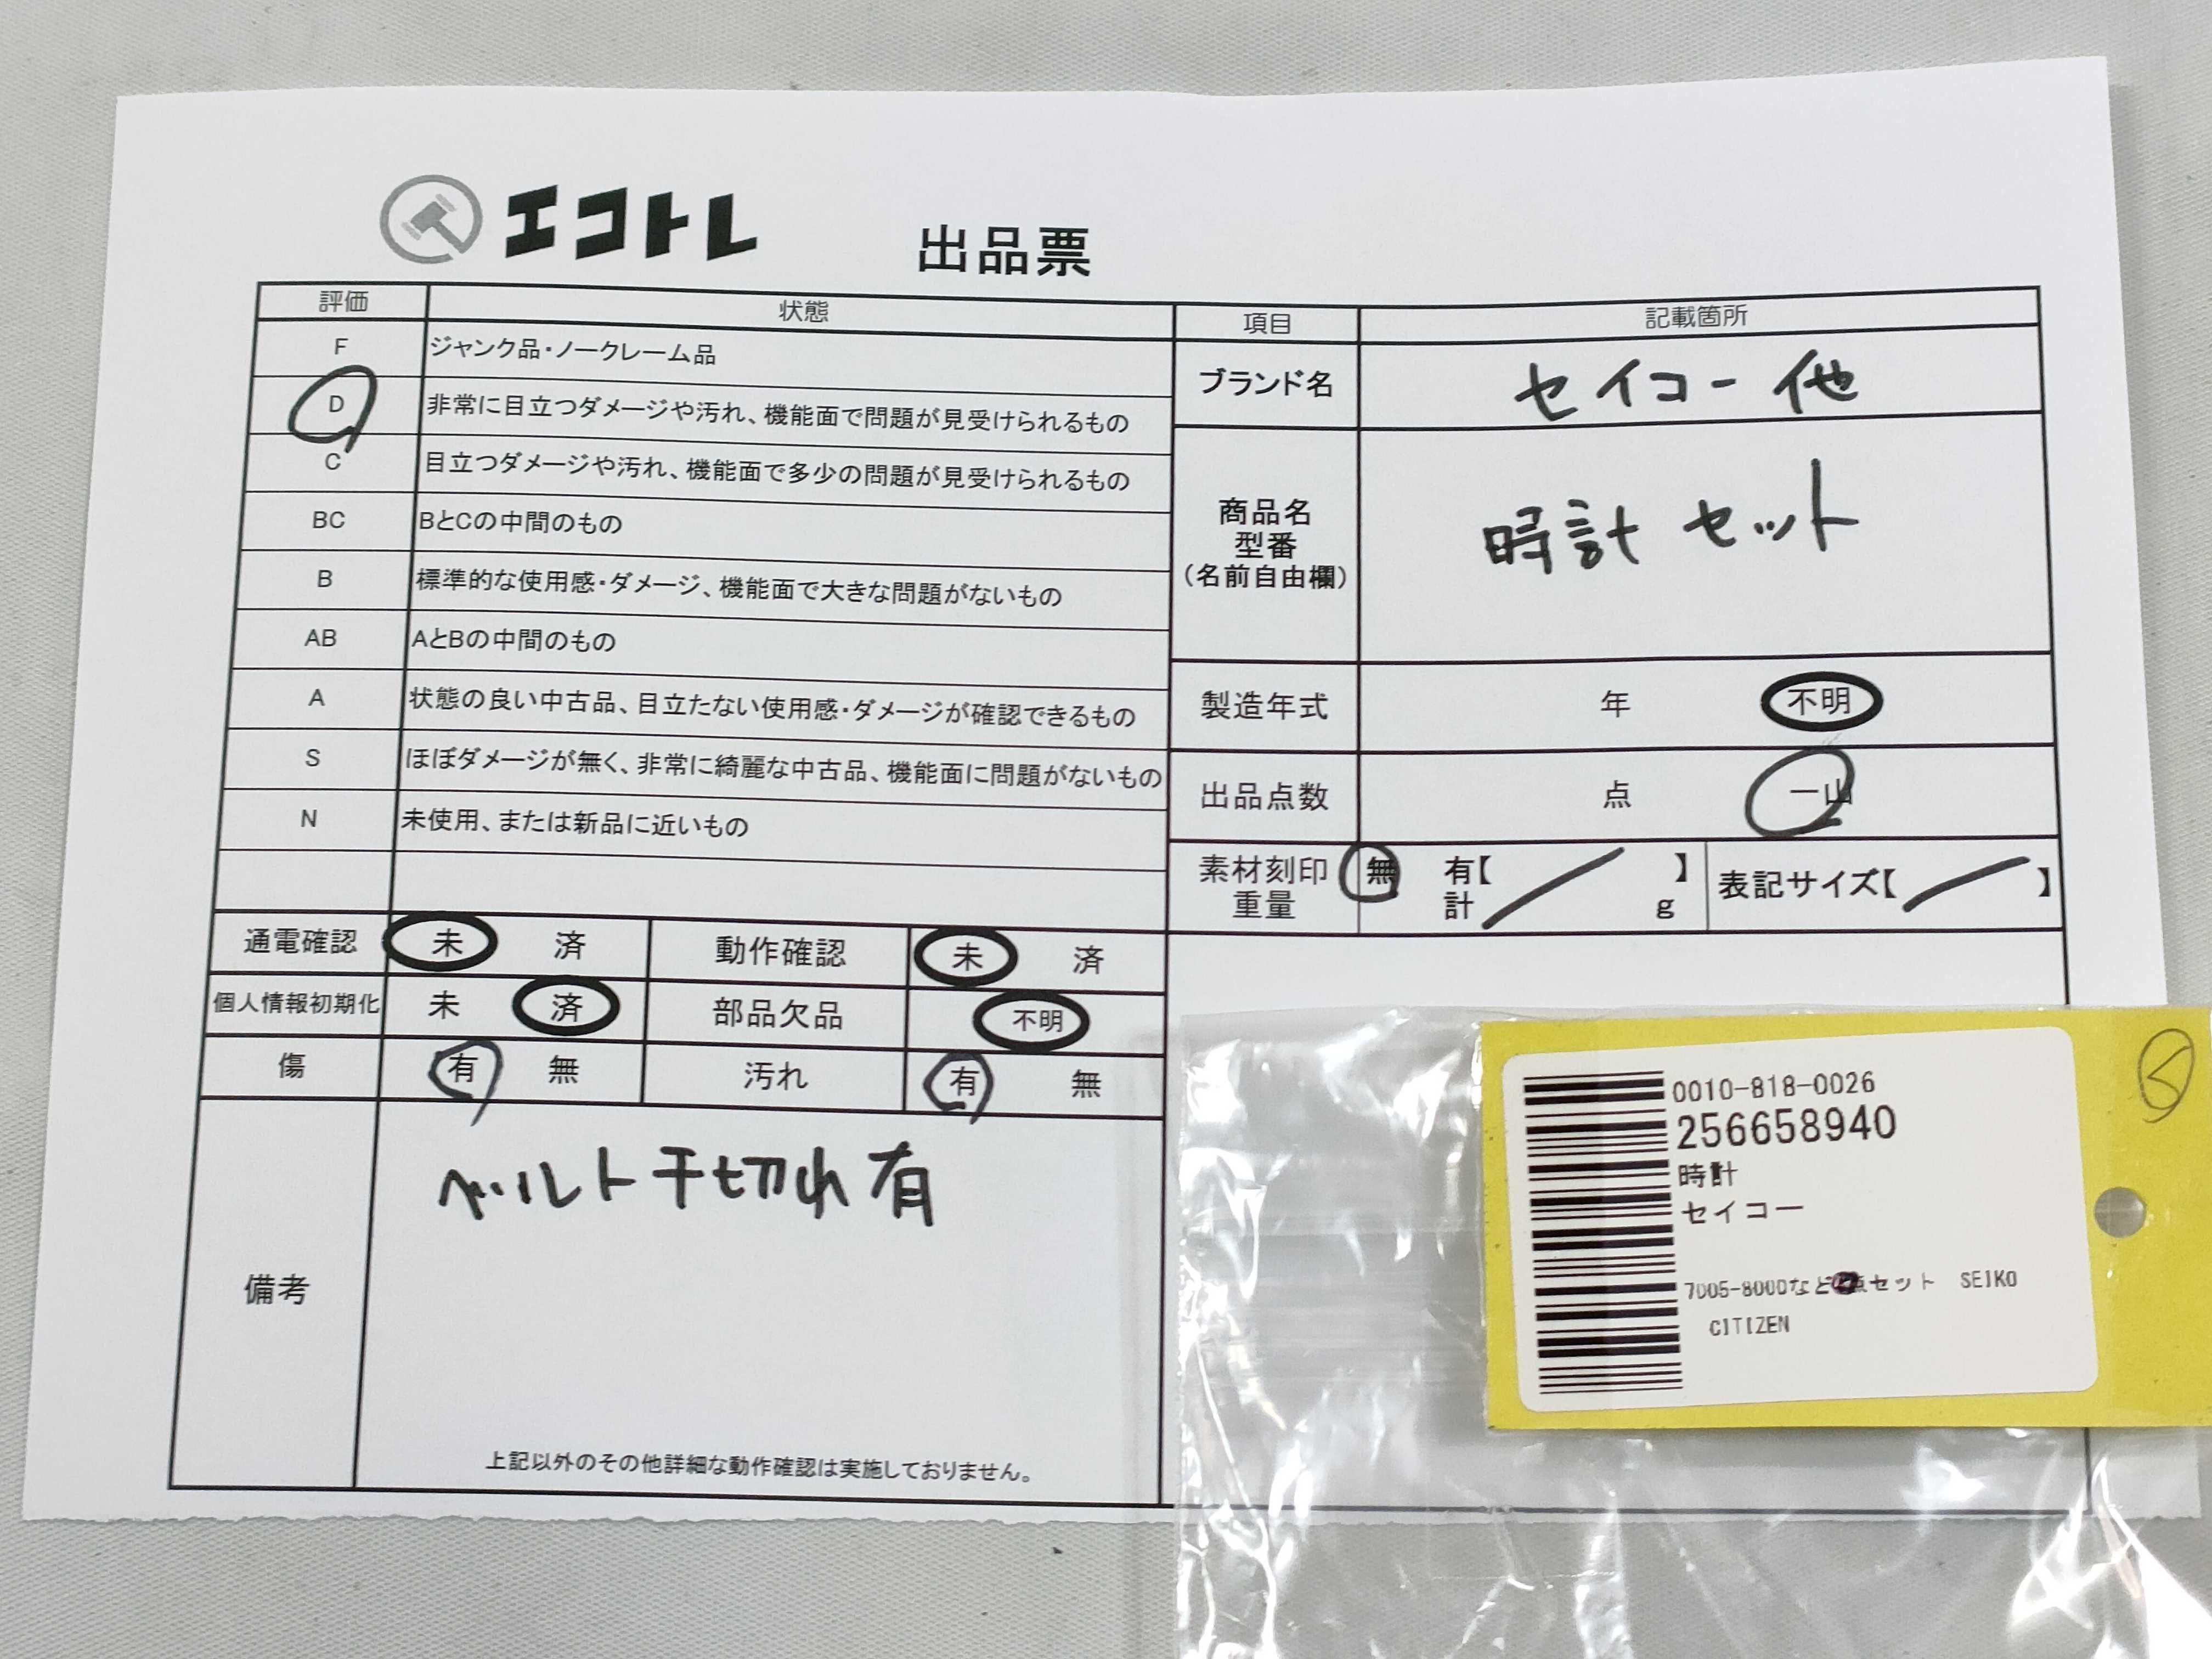 エコトレ 出品票
評価 状態
F ジャンク品・ノークレーム品
D 非常に目立つダメージや汚れ、機能面で問題が見受けられるもの
C 目立つダメージや汚れ、機能面で多少の問題が見受けられるもの
BC BとCの中間のもの
B 標準的な使用感・ダメージ、機能面で大きな問題がないもの
AB AとBの中間のもの
A 状態の良い中古品、目立たない使用感・ダメージが確認できるもの
S ほぼダメージが無く、非常に綺麗な中古品、機能面に問題がないもの
N 未使用、または新品に近いもの
通電確認 未 済 動作確認 未 済
個人情報初期化 未 済 部品欠品 不明
傷 有 無 汚れ 有 無
備考
ベルト千切れ有
上記以外のその他詳細な動作確認は実施しておりません。
項目 記載箇所
ブランド名 セイコー 他
商品名
型番
(名前自由欄)
時計 セット
製造年式 年 不明
出品点数 点 一山
素材刻印 無 有【 】
重量 計 g
表記サイズ【 】
0010-818-0026
256658940
時計
セイコー
7005-8000など 点セット SEIKO
CITIZEN